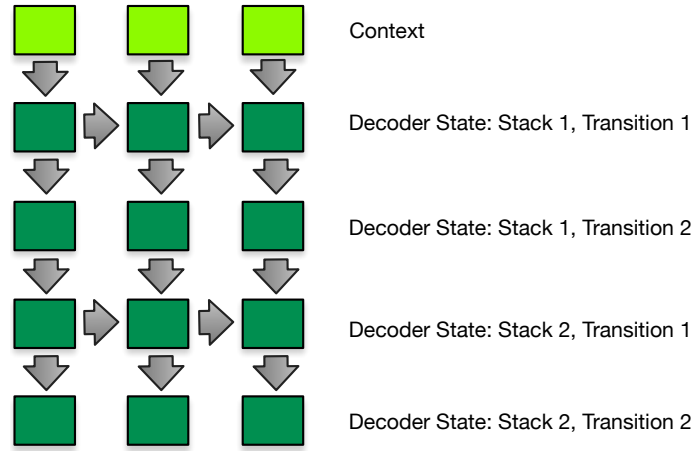 Context
Decoder State: Stack 1, Transition 1
Decoder State: Stack 1, Transition 2
Decoder State: Stack 2, Transition 1
Decoder State: Stack 2, Transition 2